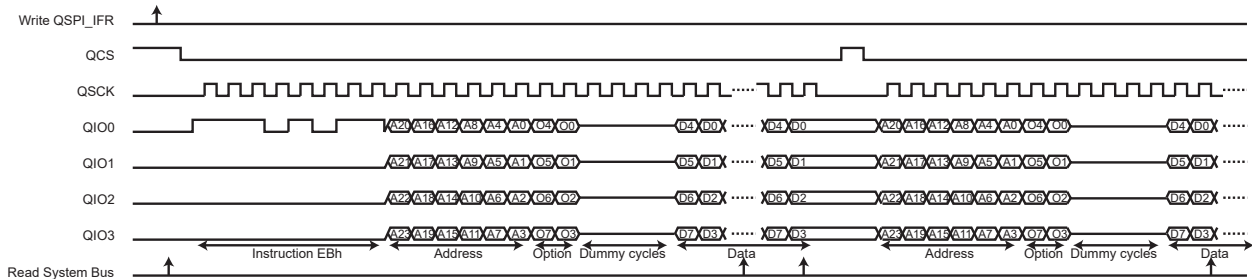 Write QSPI_IFR
QCS
QSCK
QIO0 A20 A16 A12 A8 A4 A0 O4 O0 D4 D0 D4 D0 A20 A16 A12 A8 A4 A0 O4 O0 D4 D0
QIO1 A21 A17 A13 A9 A5 A1 O5 O1 D5 D1 D5 D1 A21 A17 A13 A9 A5 A1 O5 O1 D5 D1
QIO2 A22 A18 A14 A10 A6 A2 O6 O2 D6 D2 D6 D2 A22 A18 A14 A10 A6 A2 O6 O2 D6 D2
QIO3 A23 A19 A15 A11 A7 A3 O7 O3 D7 D3 D7 D3 A23 A19 A15 A11 A7 A3 O7 O3 D7 D3
Instruction EBh Address Option Dummy cycles Data Address Option Dummy cycles Data
Read System Bus